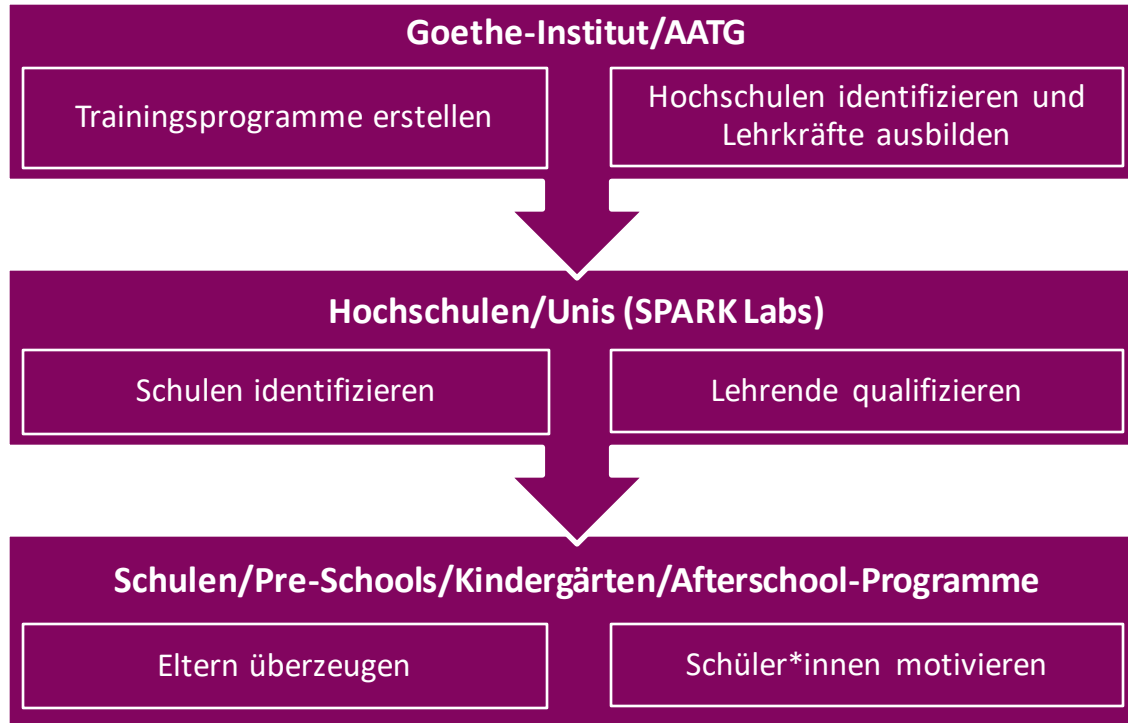 Goethe-Institut/AATG
Trainingsprogramme erstellen
Hochschulen identifizieren und
Lehrkräfte ausbilden
Hochschulen/Unis (SPARK Labs)
Schulen identifizieren
Lehrende qualifizieren
Schulen/Pre-Schools/Kindergärten/Afterschool-Programme
Eltern überzeugen
Schüler*innen motivieren